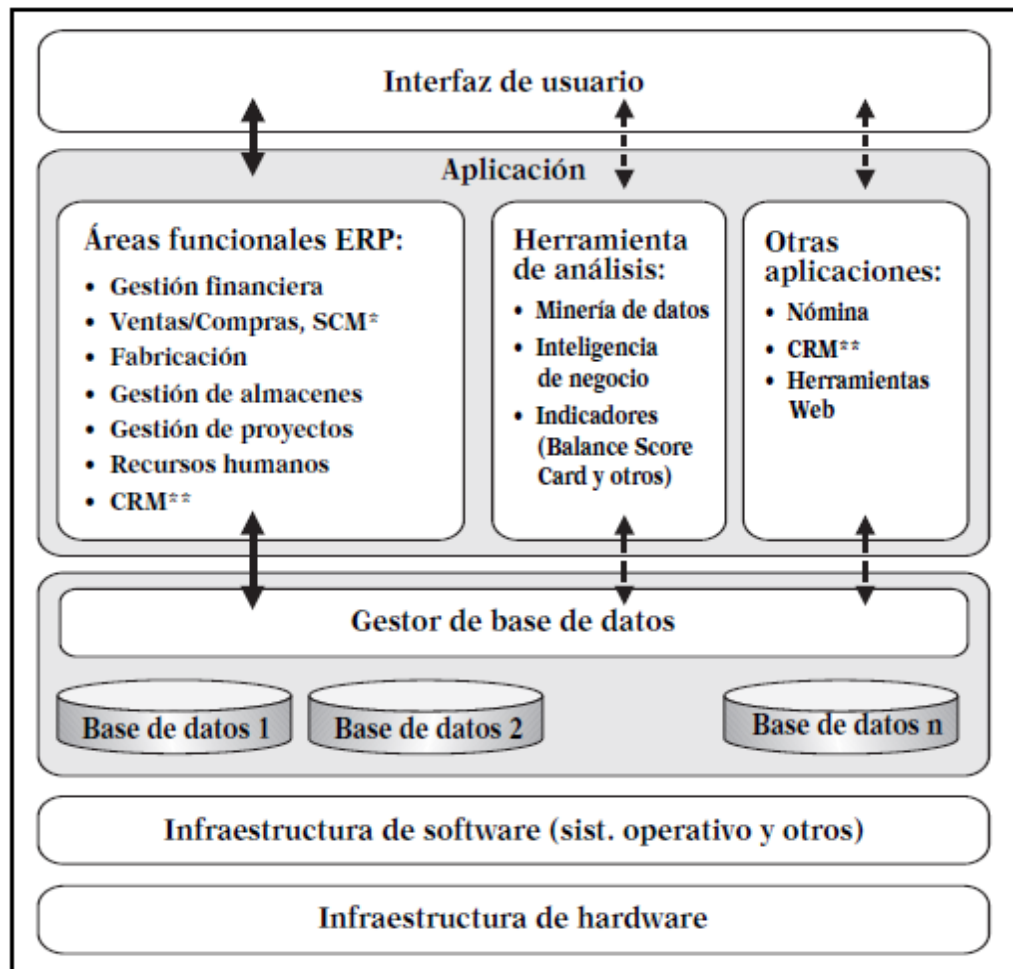 Interfaz de usuario
Aplicación
Áreas funcionales ERP:
• Gestión financiera
• Ventas/Compras, SCM*
• Fabricación
• Gestión de almacenes
• Gestión de proyectos
• Recursos humanos
• CRM**
Herramienta
de análisis:
• Minería de datos
• Inteligencia
de negocio
• Indicadores
(Balance Score
Card y otros)
Otras
aplicaciones:
• Nómina
• CRM**
• Herramientas
Web
Gestor de base de datos
Base de datos 1
Base de datos 2
Base de datos n
Infraestructura de software (sist. operativo y otros)
Infraestructura de hardware